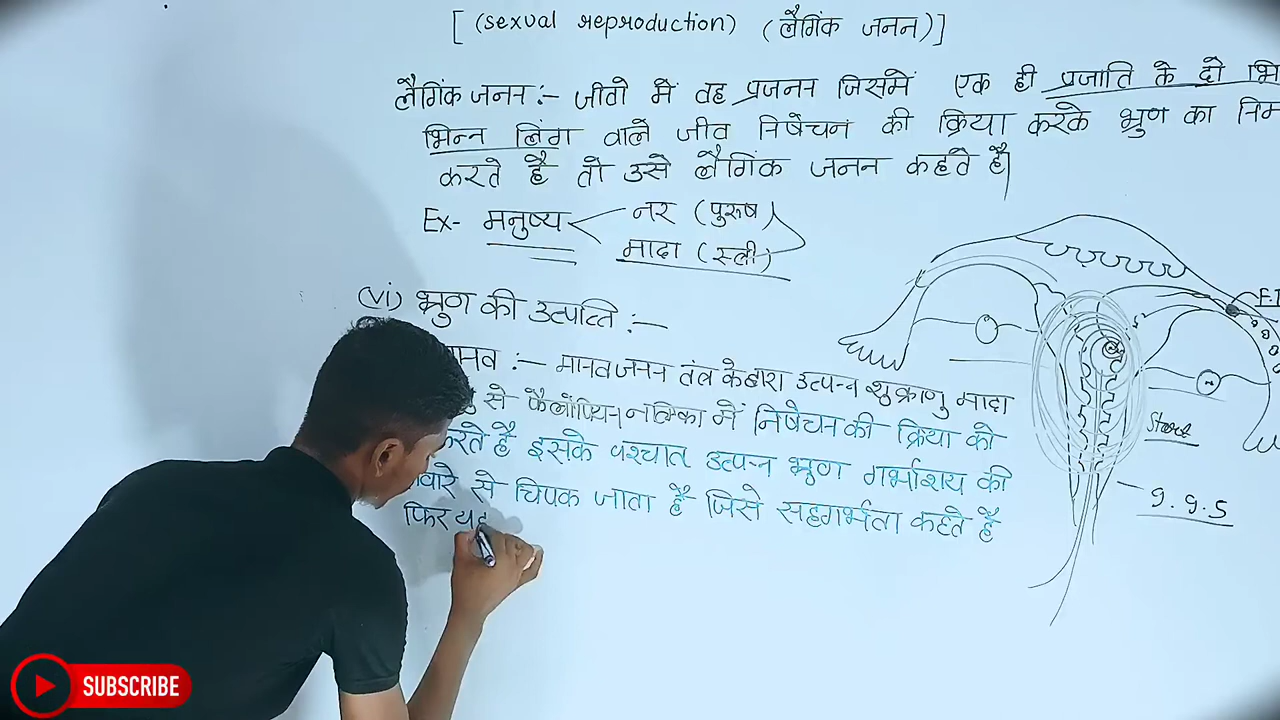 [ (sexual reproduction) (लैगिंक जनन)]
लैगिंक जनन:- जीवो में वह प्रजनन जिसमें एक ही प्रजाति के दो भि
भिन्न लिंग वाले जीव निषेचन की क्रिया करके भ्रुण का निम
करते है तो उसे लैगिंक जनन कहते है|
Ex- मनुष्य नर (पुरुष)
मादा (स्त्री)
(vi) भ्रुण की उत्पत्ति :-
मानव :- मानव जनन तंत्र के द्वारा उत्पन्न शुक्राणु मादा
से फैलोपियन नलिका में निषेचन की क्रिया को
करते है इसके पश्चात उत्पन्न भ्रुण गर्भाशय की
से चिपक जाता है जिसे सहगर्भता कहते है
फिर यह
F.T
9.9.5
SUBSCRIBE